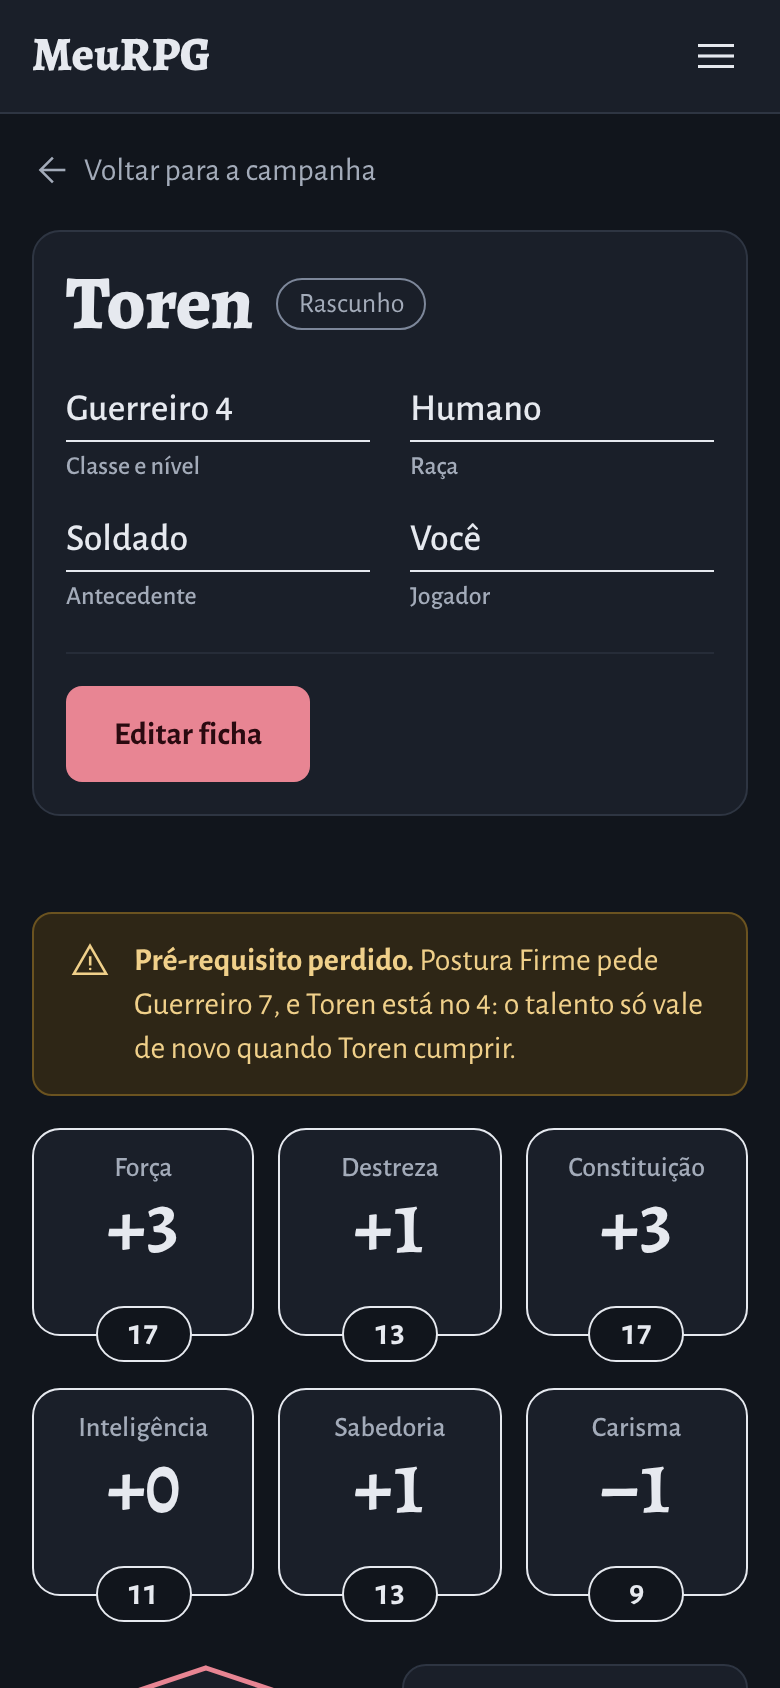 MeuRPG
Voltar para a campanha
Toren
Rascunho
Guerreiro 4
Humano
Classe e nível
Raça
Soldado
Você
Antecedente
Jogador
Editar ficha
Pré-requisito perdido. Postura Firme pede
Guerreiro 7, e Toren está no 4: o talento só vale
de novo quando Toren cumprir.
Força
Destreza
Constituição
+3
+1
+3
17
13
17
Inteligência
Sabedoria
Carisma
+0
+1
−1
11
13
9